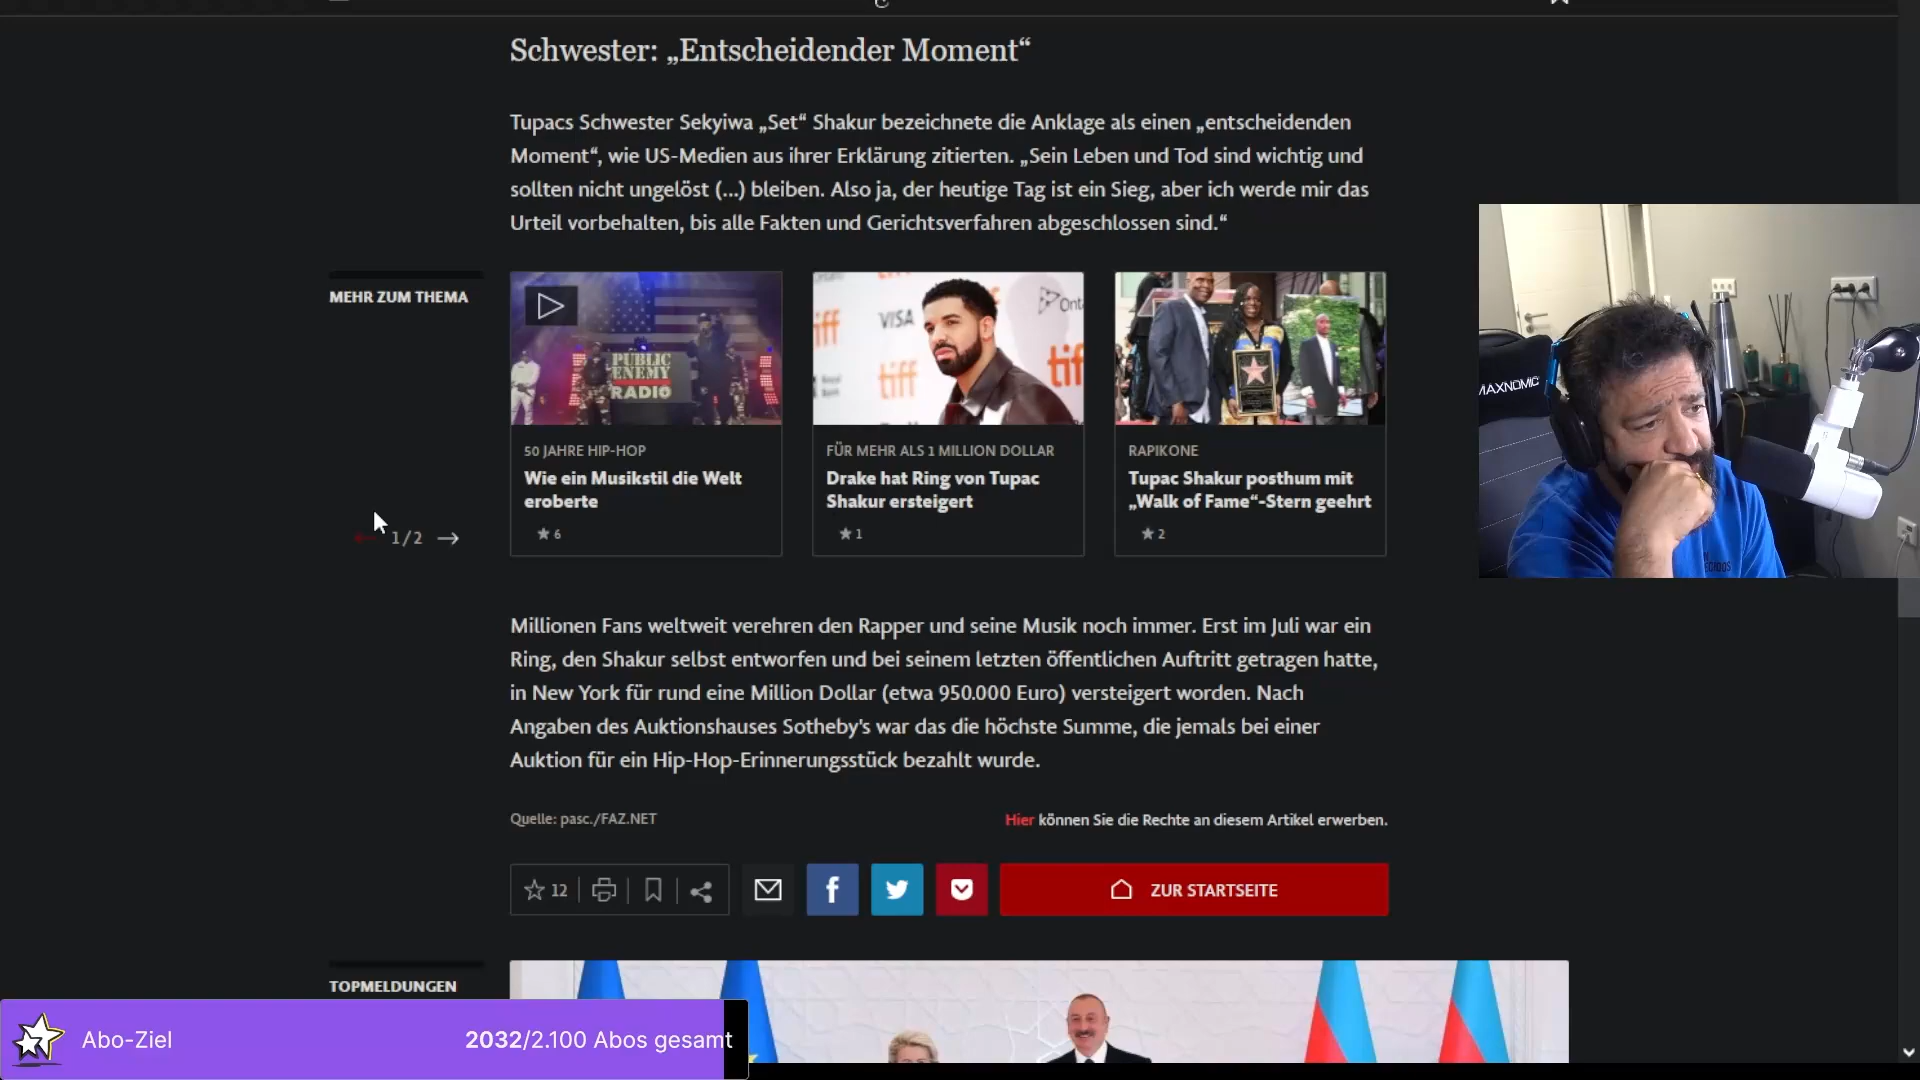 Schwester: „Entscheidender Moment“
Tupacs Schwester Sekyiwa „Set“ Shakur bezeichnete die Anklage als einen „entscheidenden
Moment“, wie US-Medien aus ihrer Erklärung zitierten. „Sein Leben und Tod sind wichtig und
sollten nicht ungelöst (...) bleiben. Also ja, der heutige Tag ist ein Sieg, aber ich werde mir das
Urteil vorbehalten, bis alle Fakten und Gerichtsverfahren abgeschlossen sind.“
MEHR ZUM THEMA
1/2
PUBLIC
ENEMY
RADIO
50 JAHRE HIP-HOP
Wie ein Musikstil die Welt
eroberte
6
tiff
VISA
Ont
tiff
tif
FÜR MEHR ALS 1 MILLION DOLLAR
Drake hat Ring von Tupac
Shakur ersteigert
1
RAPIKONE
Tupac Shakur posthum mit
„Walk of Fame“-Stern geehrt
2
MAXNOMIC
Millionen Fans weltweit verehren den Rapper und seine Musik noch immer. Erst im Juli war ein
Ring, den Shakur selbst entworfen und bei seinem letzten öffentlichen Auftritt getragen hatte,
in New York für rund eine Million Dollar (etwa 950.000 Euro) versteigert worden. Nach
Angaben des Auktionshauses Sotheby's war das die höchste Summe, die jemals bei einer
Auktion für ein Hip-Hop-Erinnerungsstück bezahlt wurde.
Quelle: pasc./FAZ.NET
Hier können Sie die Rechte an diesem Artikel erwerben.
12
ZUR STARTSEITE
TOPMELDUNGEN
Abo-Ziel
2032/2.100 Abos gesamt